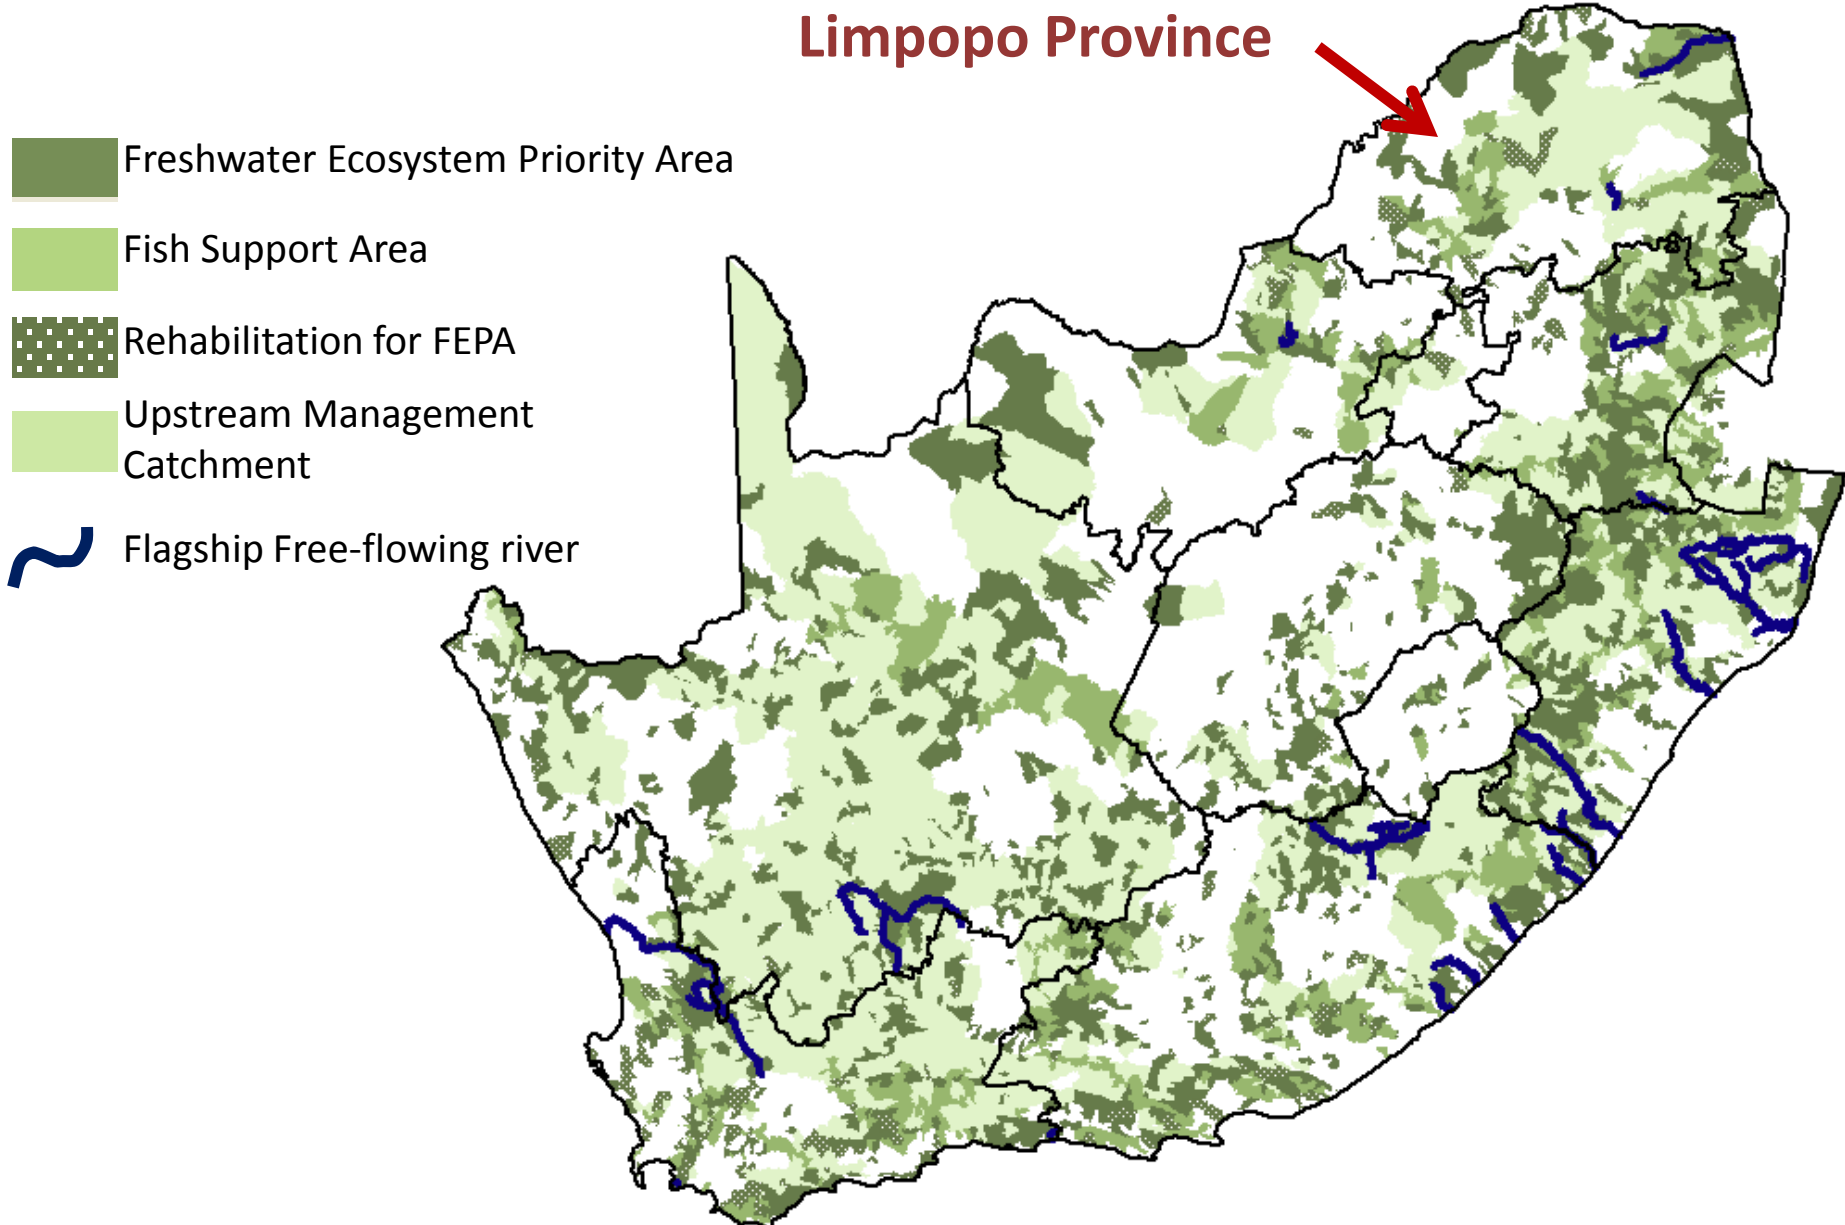 Limpopo Province
Freshwater Ecosystem Priority Area
Fish Support Area
Rehabilitation for FEPA
Upstream Management
Catchment
Flagship Free-flowing river